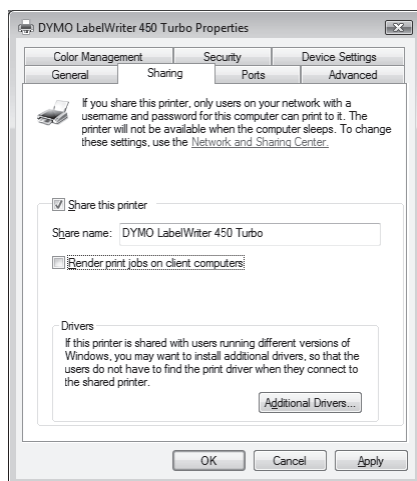 DYMO LabelWriter 450 Turbo Properties
Color Management Security Device Settings
General Sharing Ports Advanced
If you share this printer, only users on your network with a
username and password for this computer can print to it. The
printer will not be available when the computer sleeps. To change
these settings, use the Network and Sharing Center.
Share this printer
Share name: DYMO LabelWriter 450 Turbo
Render print jobs on client computers
Drivers
If this printer is shared with users running different versions of
Windows, you may want to install additional drivers, so that the
users do not have to find the print driver when they connect to
the shared printer.
Additional Drivers...
OK Cancel Apply